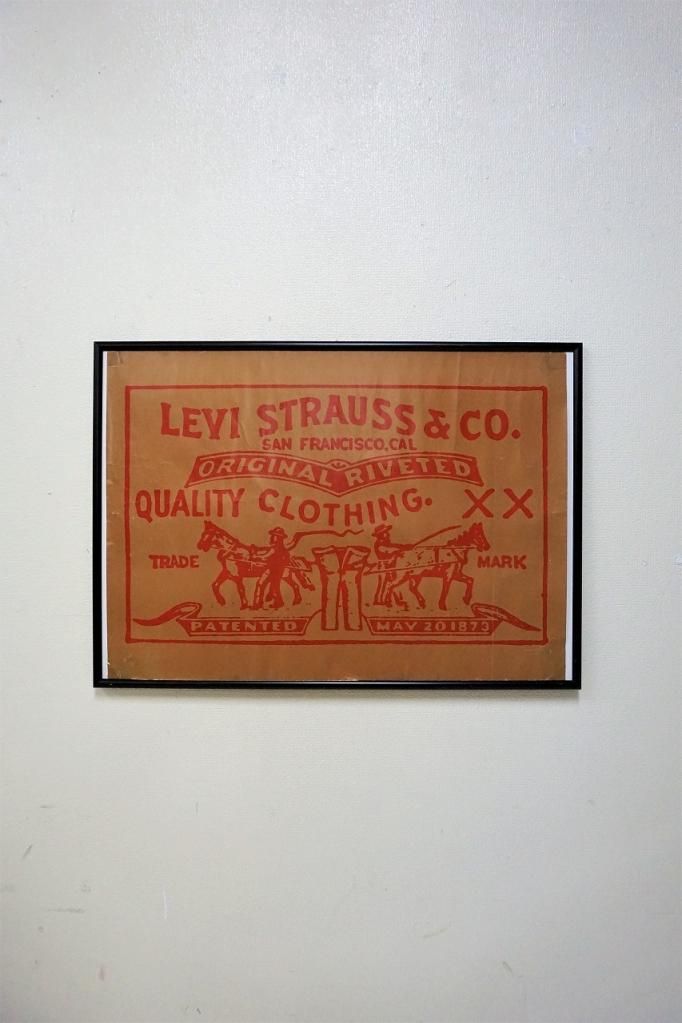 LEVI STRAUSS & CO.
SAN FRANCISCO, CAL
ORIGINAL RIVETED
QUALITY CLOTHING. XX
TRADE MARK
PATENTED MAY 20 1873